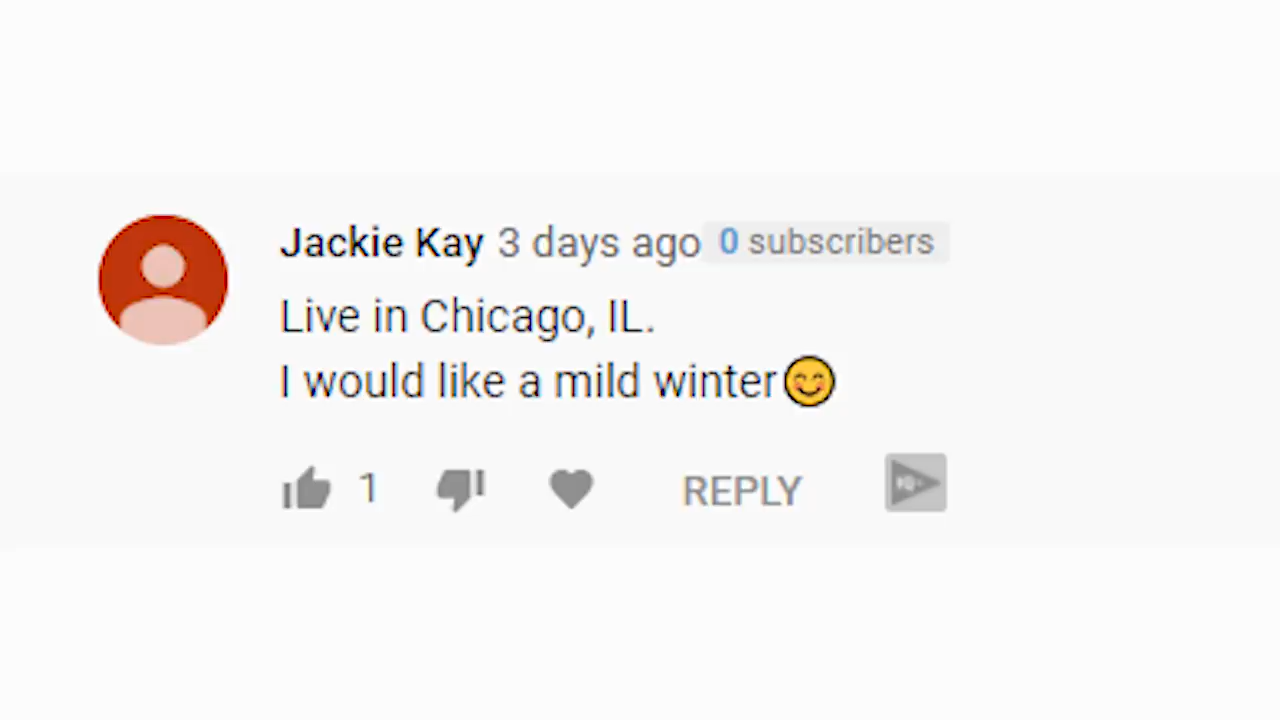 Jackie Kay 3 days ago 0 subscribers
Live in Chicago, IL.
I would like a mild winter😊
1 REPLY